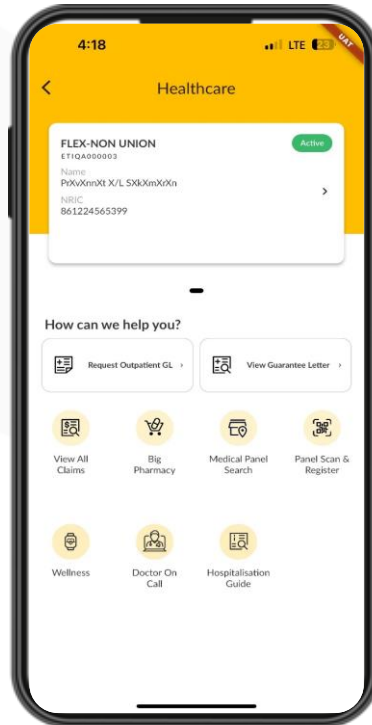 4:18
LTE 23
UAT
Healthcare
FLEX-NON UNION
Active
ETIQA000003
Name
PrXvXnnXt X/L SXkXmXrXn
NRIC
861224565399
How can we help you?
Request Outpatient GL
View Guarantee Letter
View All
Claims
Big
Pharmacy
Medical Panel
Search
Panel Scan &
Register
Wellness
Doctor On
Call
Hospitalisation
Guide